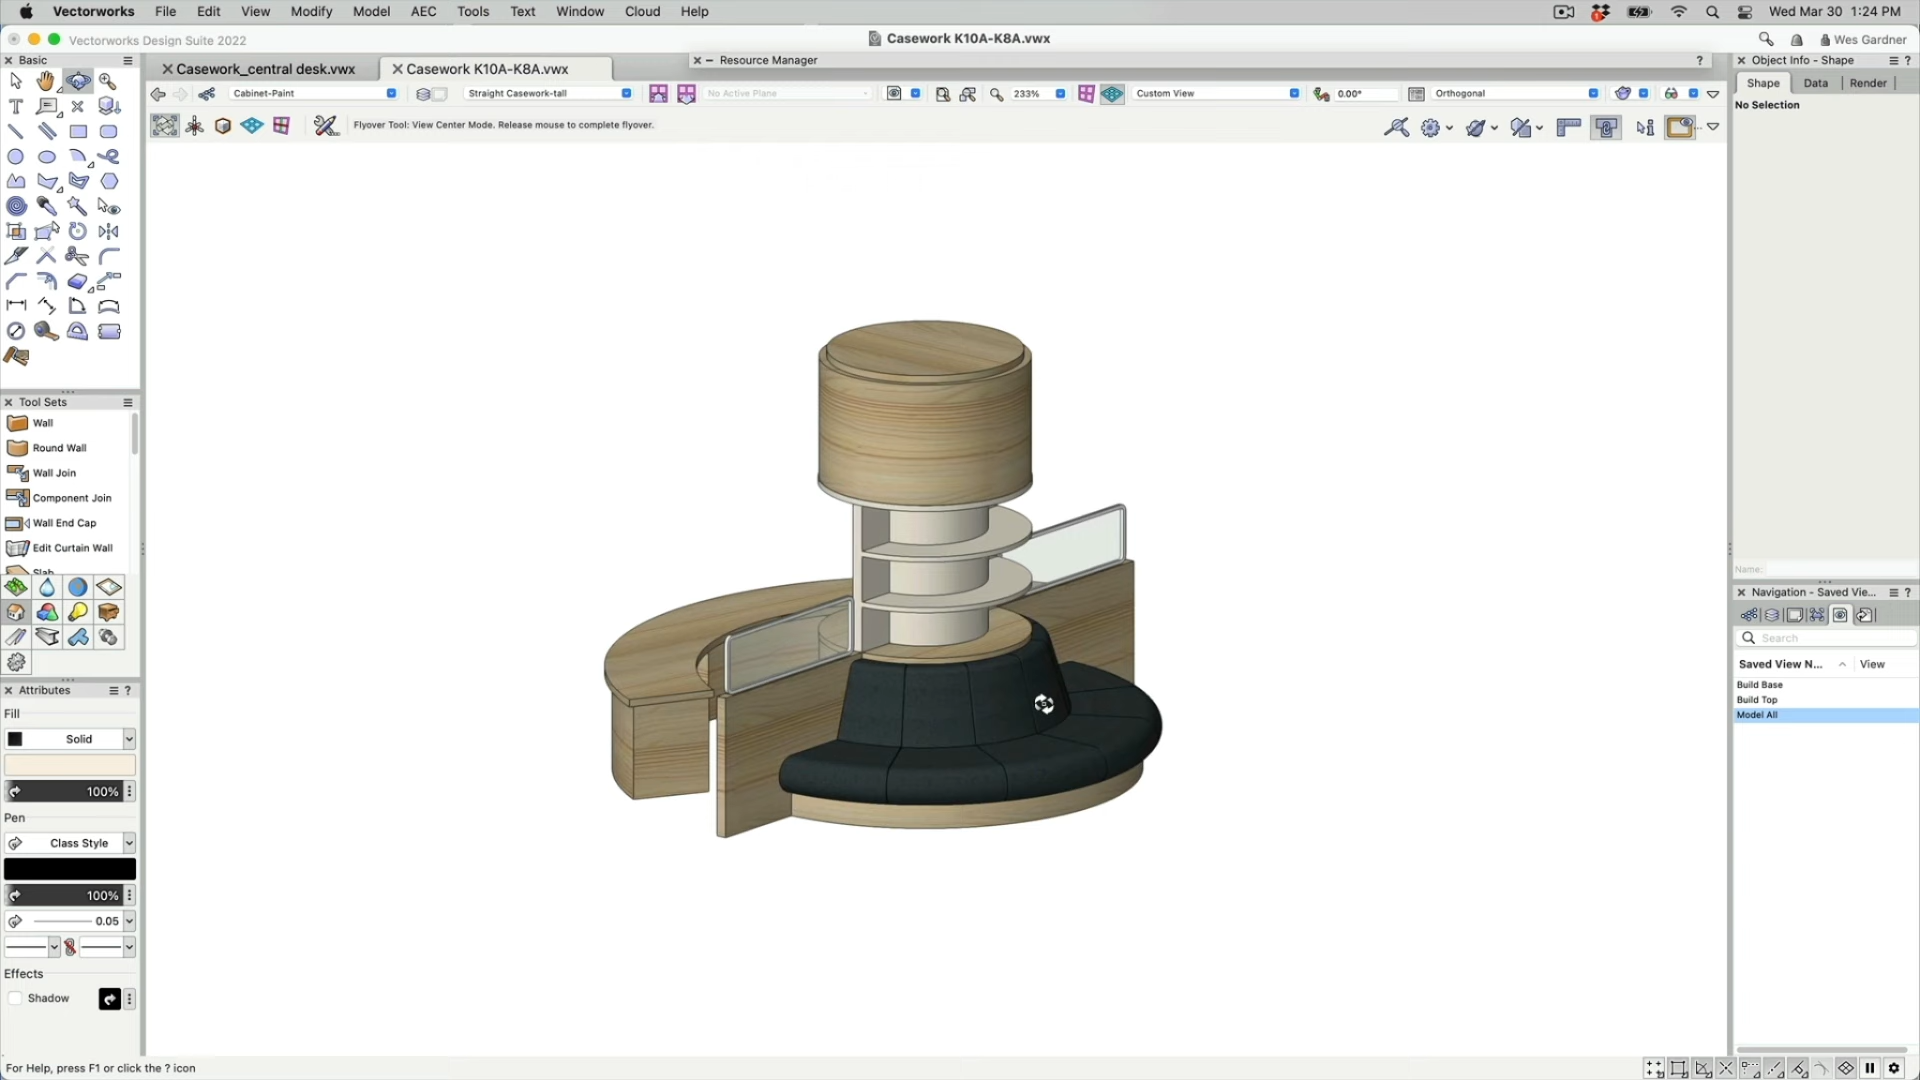 Vectorworks File Edit View Modify Model AEC Tools Text Window Cloud Help Wed Mar 30 1:24 PM
Vectorworks Design Suite 2022 Casework K10A-K8A.vwx Wes Gardner
Basic Casework_central desk.vwx Casework K10A-K8A.vwx Resource Manager ? Object Info - Shape ?
Cabinet-Paint Straight Casework-tall No Active Plane 233% Custom View 0.00° Orthogonal
Shape Data Render
No Selection
Flyover Tool: View Center Mode. Release mouse to complete flyover.
Tool Sets
Wall
Round Wall
Wall Join
Component Join
Wall End Cap
Edit Curtain Wall
Slab
Attributes ?
Fill
Solid
100%
Pen
Class Style
100%
0.05
Effects
Shadow
Name:
Navigation - Saved Vie... ?
Search
Saved View N... View
Build Base
Build Top
Model All
For Help, press F1 or click the ? icon